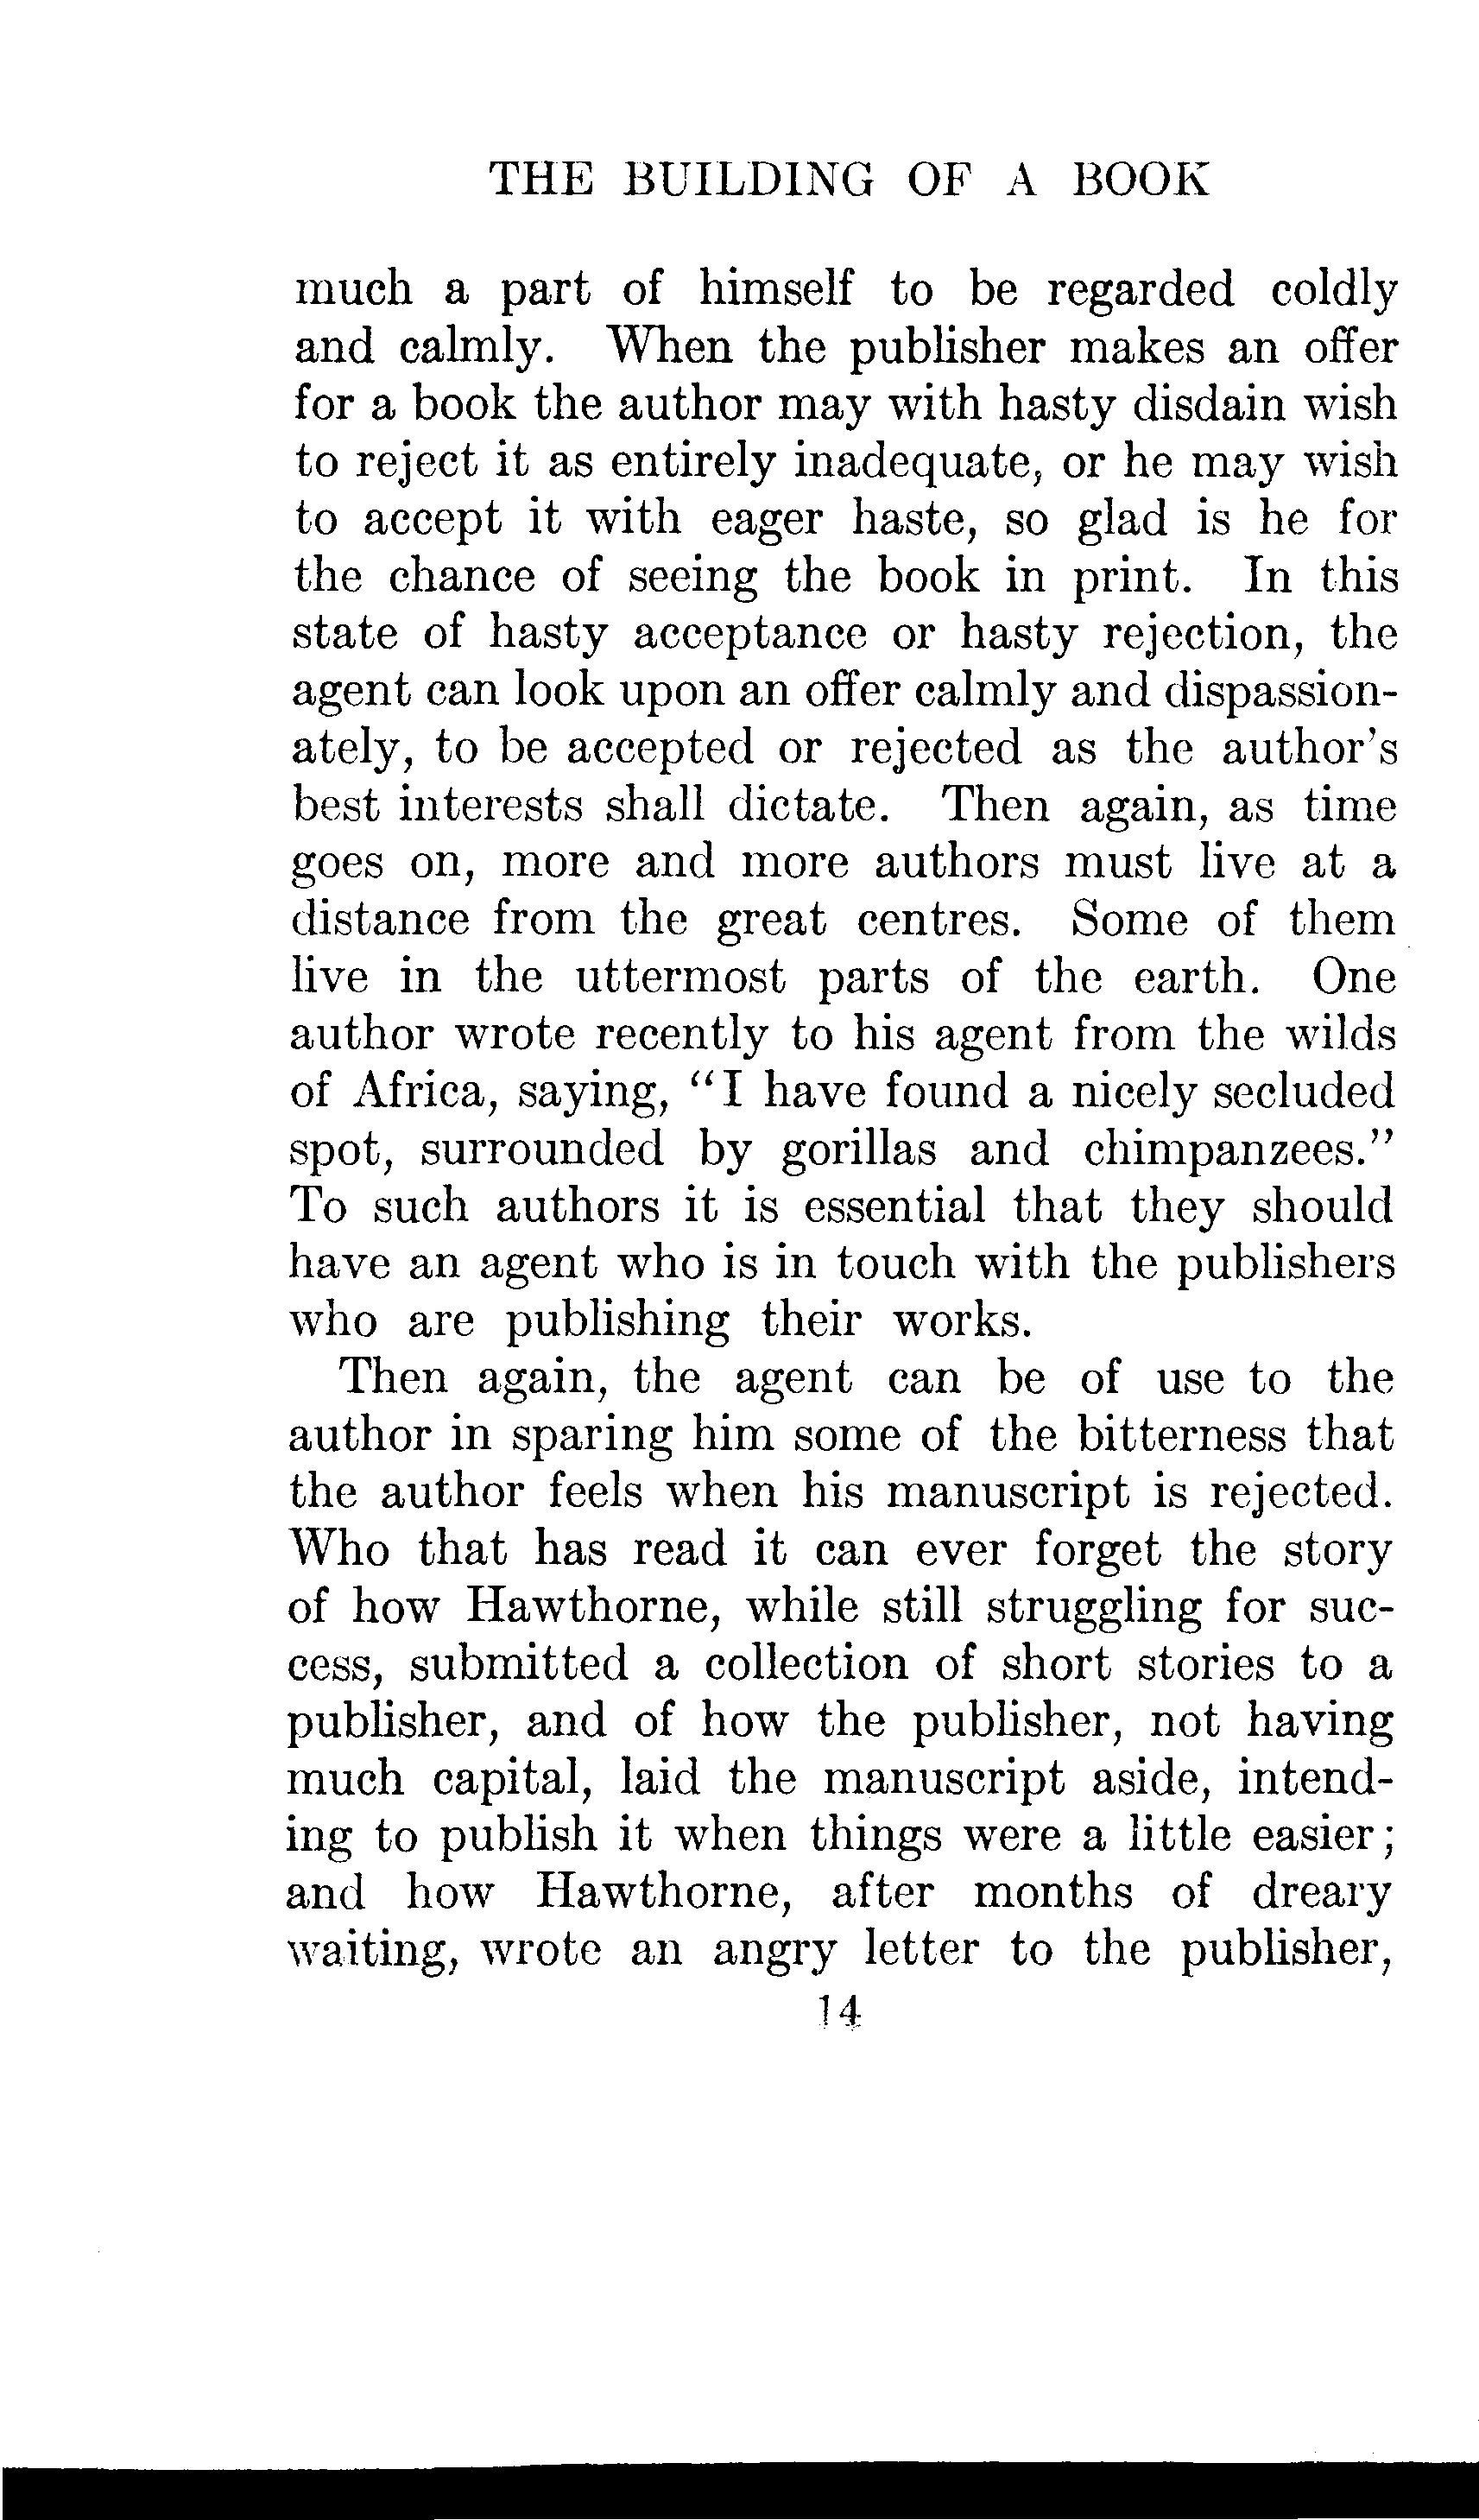 THE BUILDING OF A BOOK
much a part of himself to be regarded coldly
and calmly. When the publisher makes an offer
for a book the author may with hasty disdain wish
to reject it as entirely inadequate, or he may wish
to accept it with eager haste, so glad is he for
the chance of seeing the book in print. In this
state of hasty acceptance or hasty rejection, the
agent can look upon an offer calmly and dispassion-
ately, to be accepted or rejected as the author's
best interests shall dictate. Then again, as time
goes on, more and more authors must live at a
distance from the great centres. Some of them
live in the uttermost parts of the earth. One
author wrote recently to his agent from the wilds
of Africa, saying, "I have found a nicely secluded
spot, surrounded by gorillas and chimpanzees."
To such authors it is essential that they should
have an agent who is in touch with the publishers
who are publishing their works.
Then again, the agent can be of use to the
author in sparing him some of the bitterness that
the author feels when his manuscript is rejected.
Who that has read it can ever forget the story
of how Hawthorne, while still struggling for suc-
cess, submitted a collection of short stories to a
publisher, and of how the publisher, not having
much capital, laid the manuscript aside, intend-
ing to publish it when things were a little easier;
and how Hawthorne, after months of dreary
waiting, wrote an angry letter to the publisher,
14